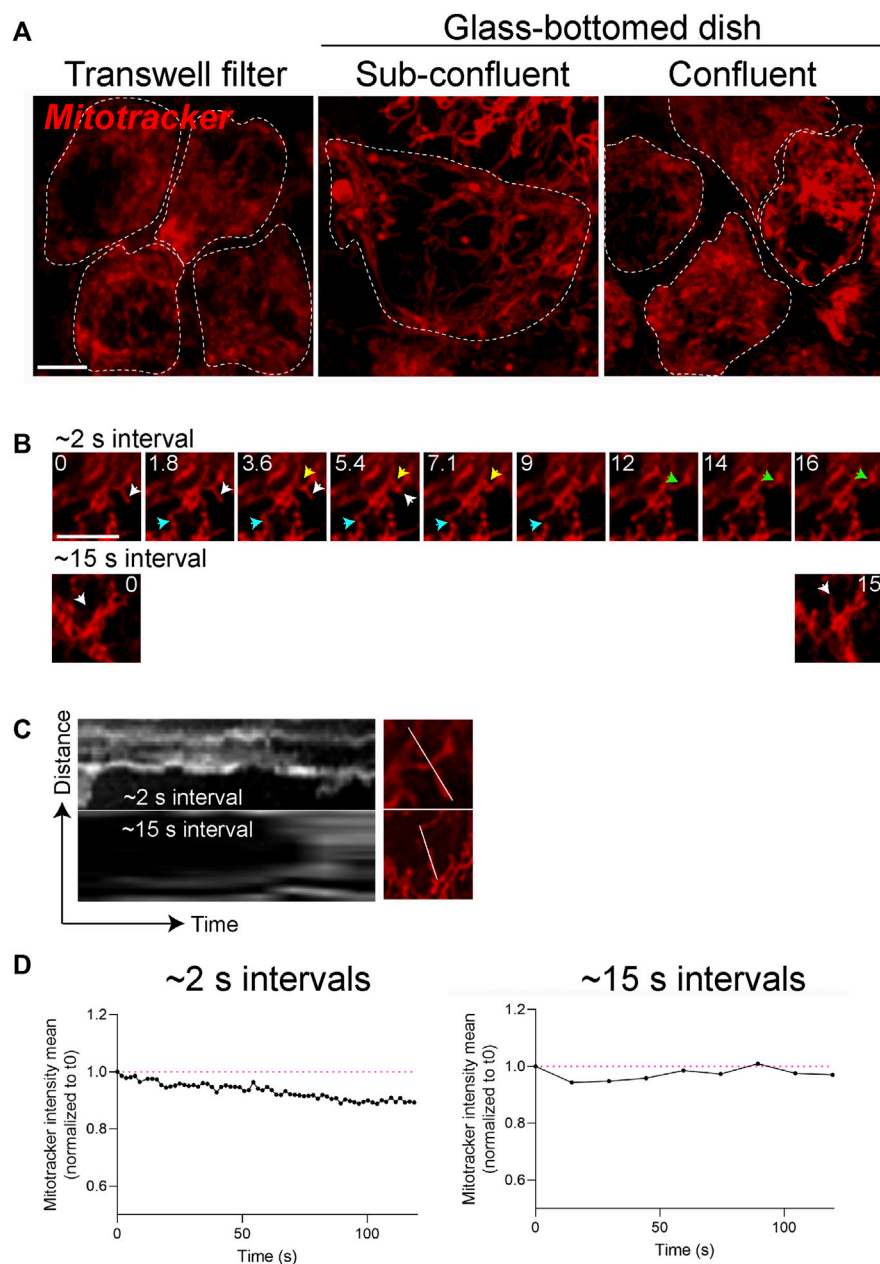 A
Glass-bottomed dish
Transwell filter
Sub-confluent
Confluent
Mitotracker
B
~2 s interval
0
1.8
3.6
5.4
7.1
9
12
14
16
~15 s interval
0
15
C
Distance
~2 s interval
~15 s interval
Time
D
~2 s intervals
~15 s intervals
Mitotracker intensity mean
(normalized to t0)
1.2
1.0
0.8
0.6
0
50
100
Time (s)
Mitotracker intensity mean
(normalized to t0)
1.2
1.0
0.8
0.6
0
50
100
Time (s)